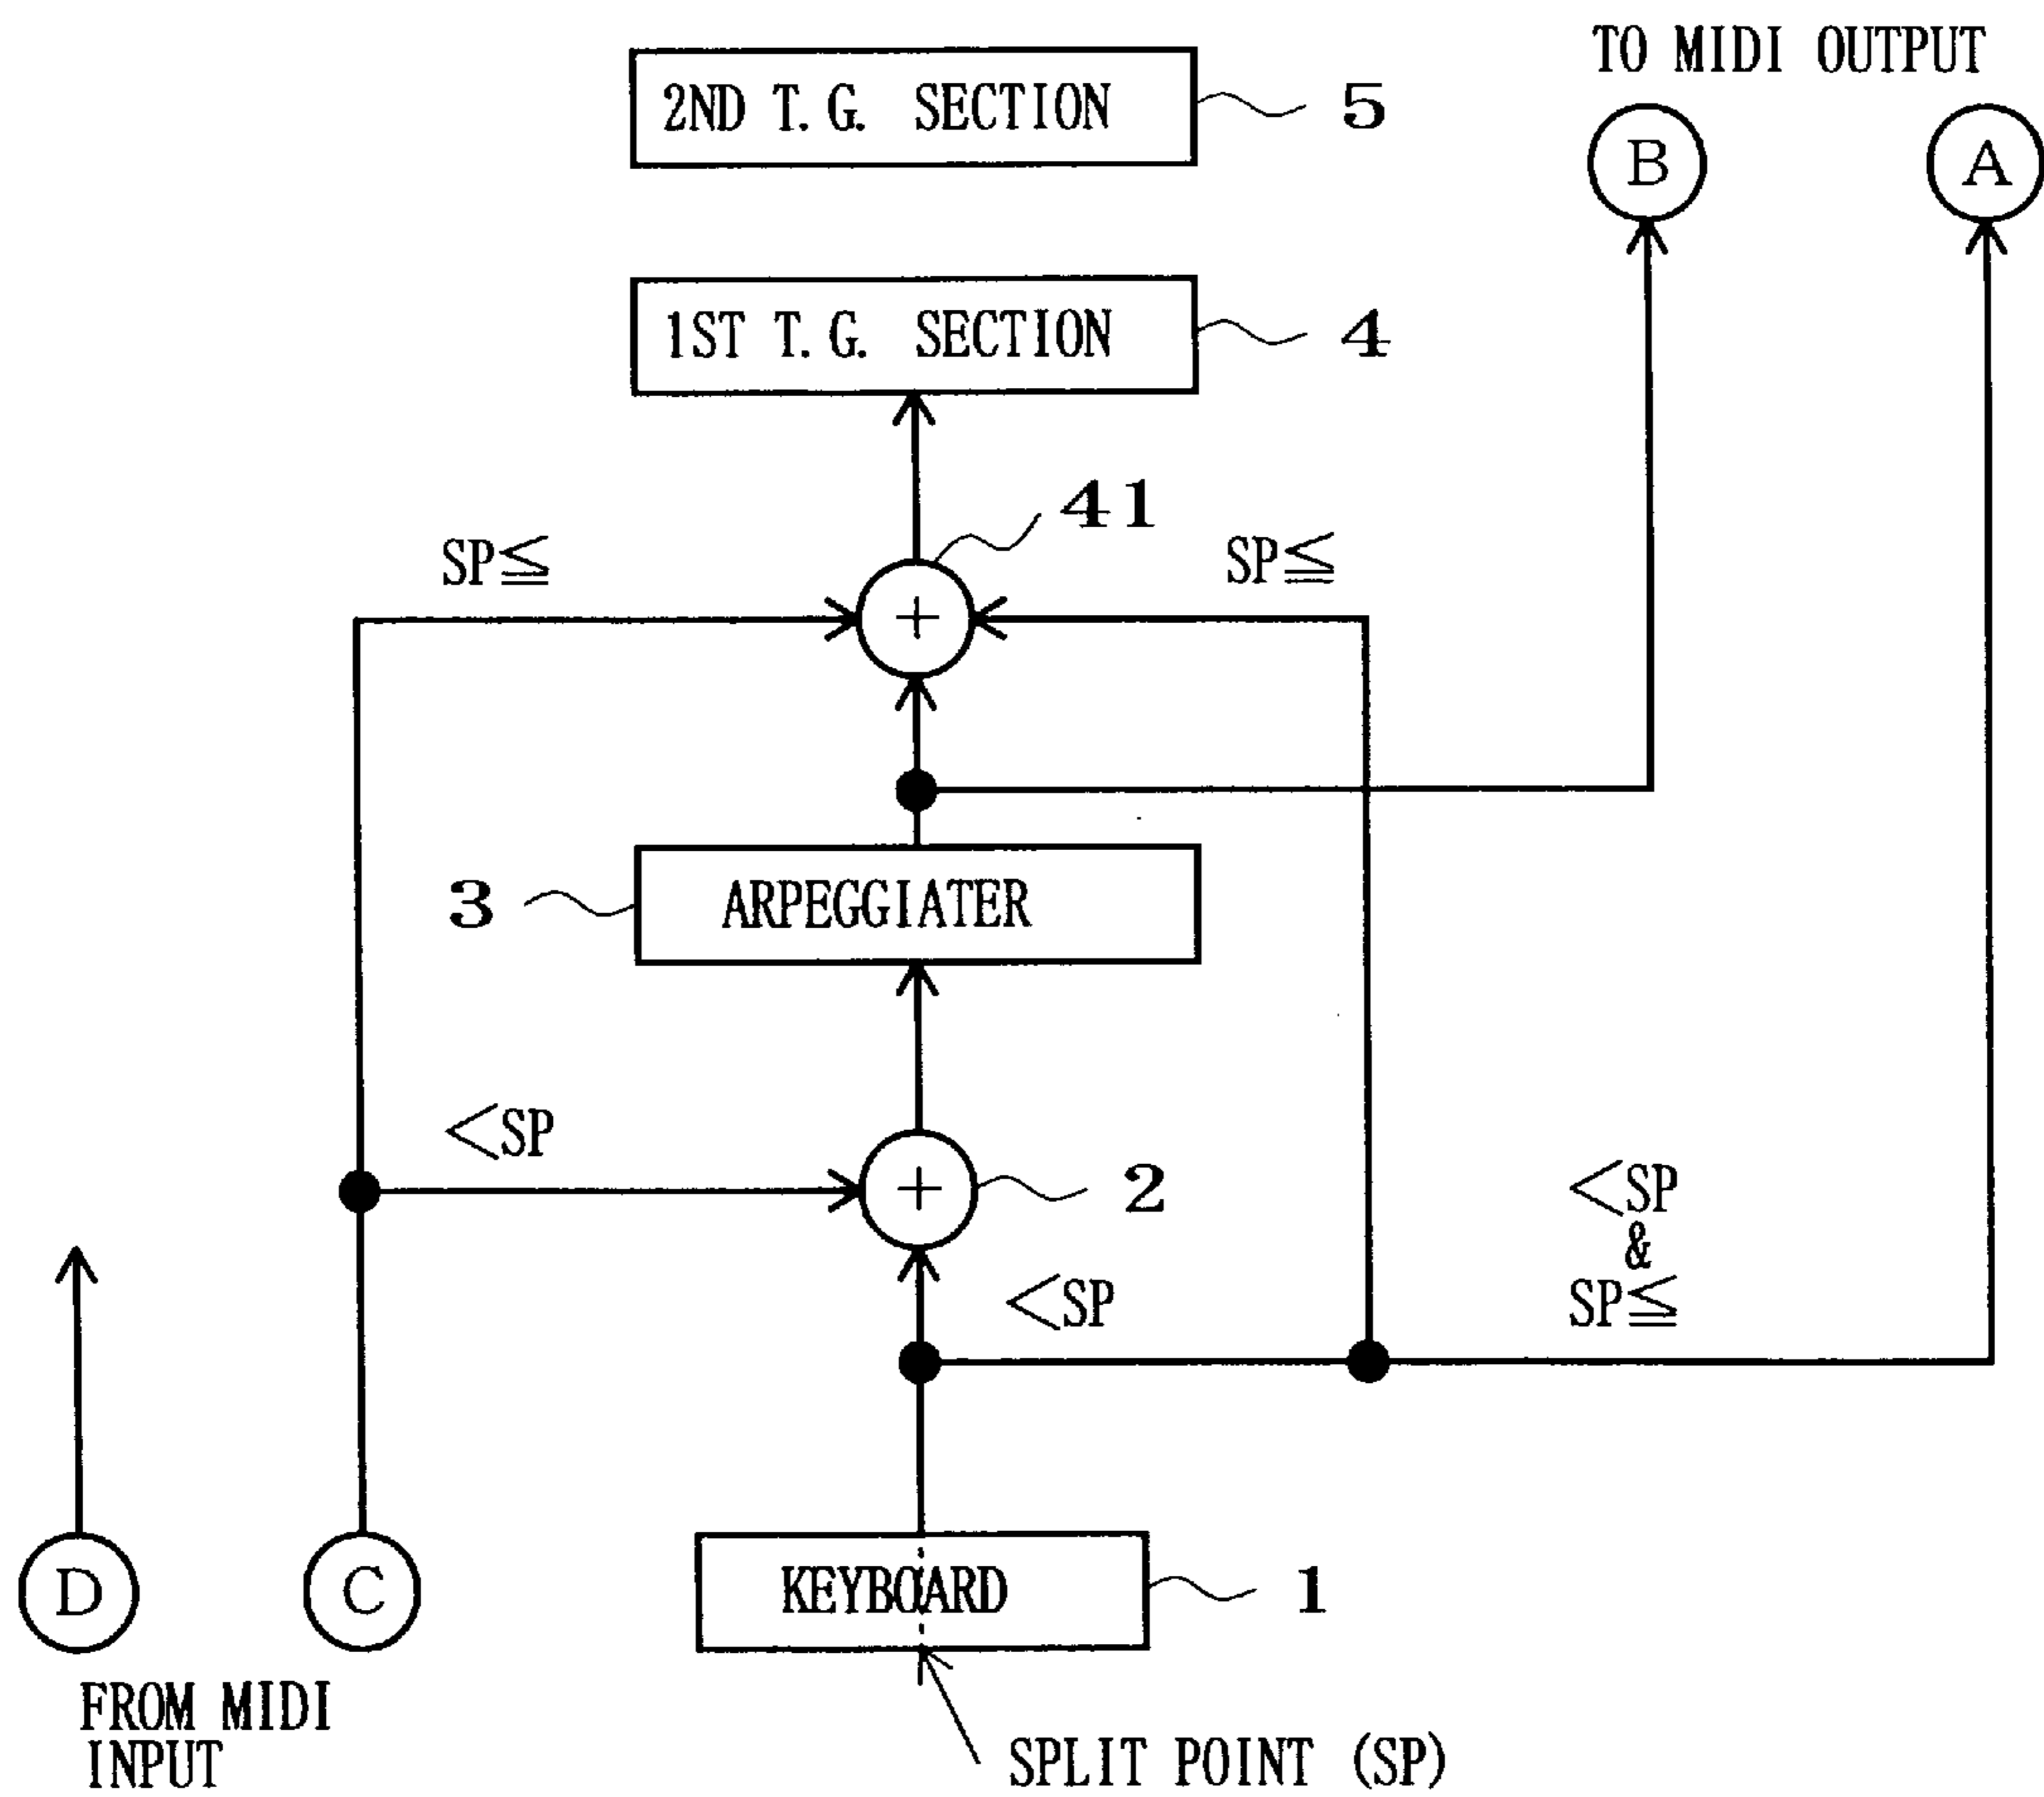 TO MIDI OUTPUT
2ND T. G. SECTION
5
B
A
1ST T. G. SECTION
4
41
SP≦
SP≦
+
ARPEGGIATER
3
<SP
+
2
<SP
&
SP≦
<SP
D
C
KEYBOARD
1
FROM MIDI
INPUT
SPLIT POINT (SP)